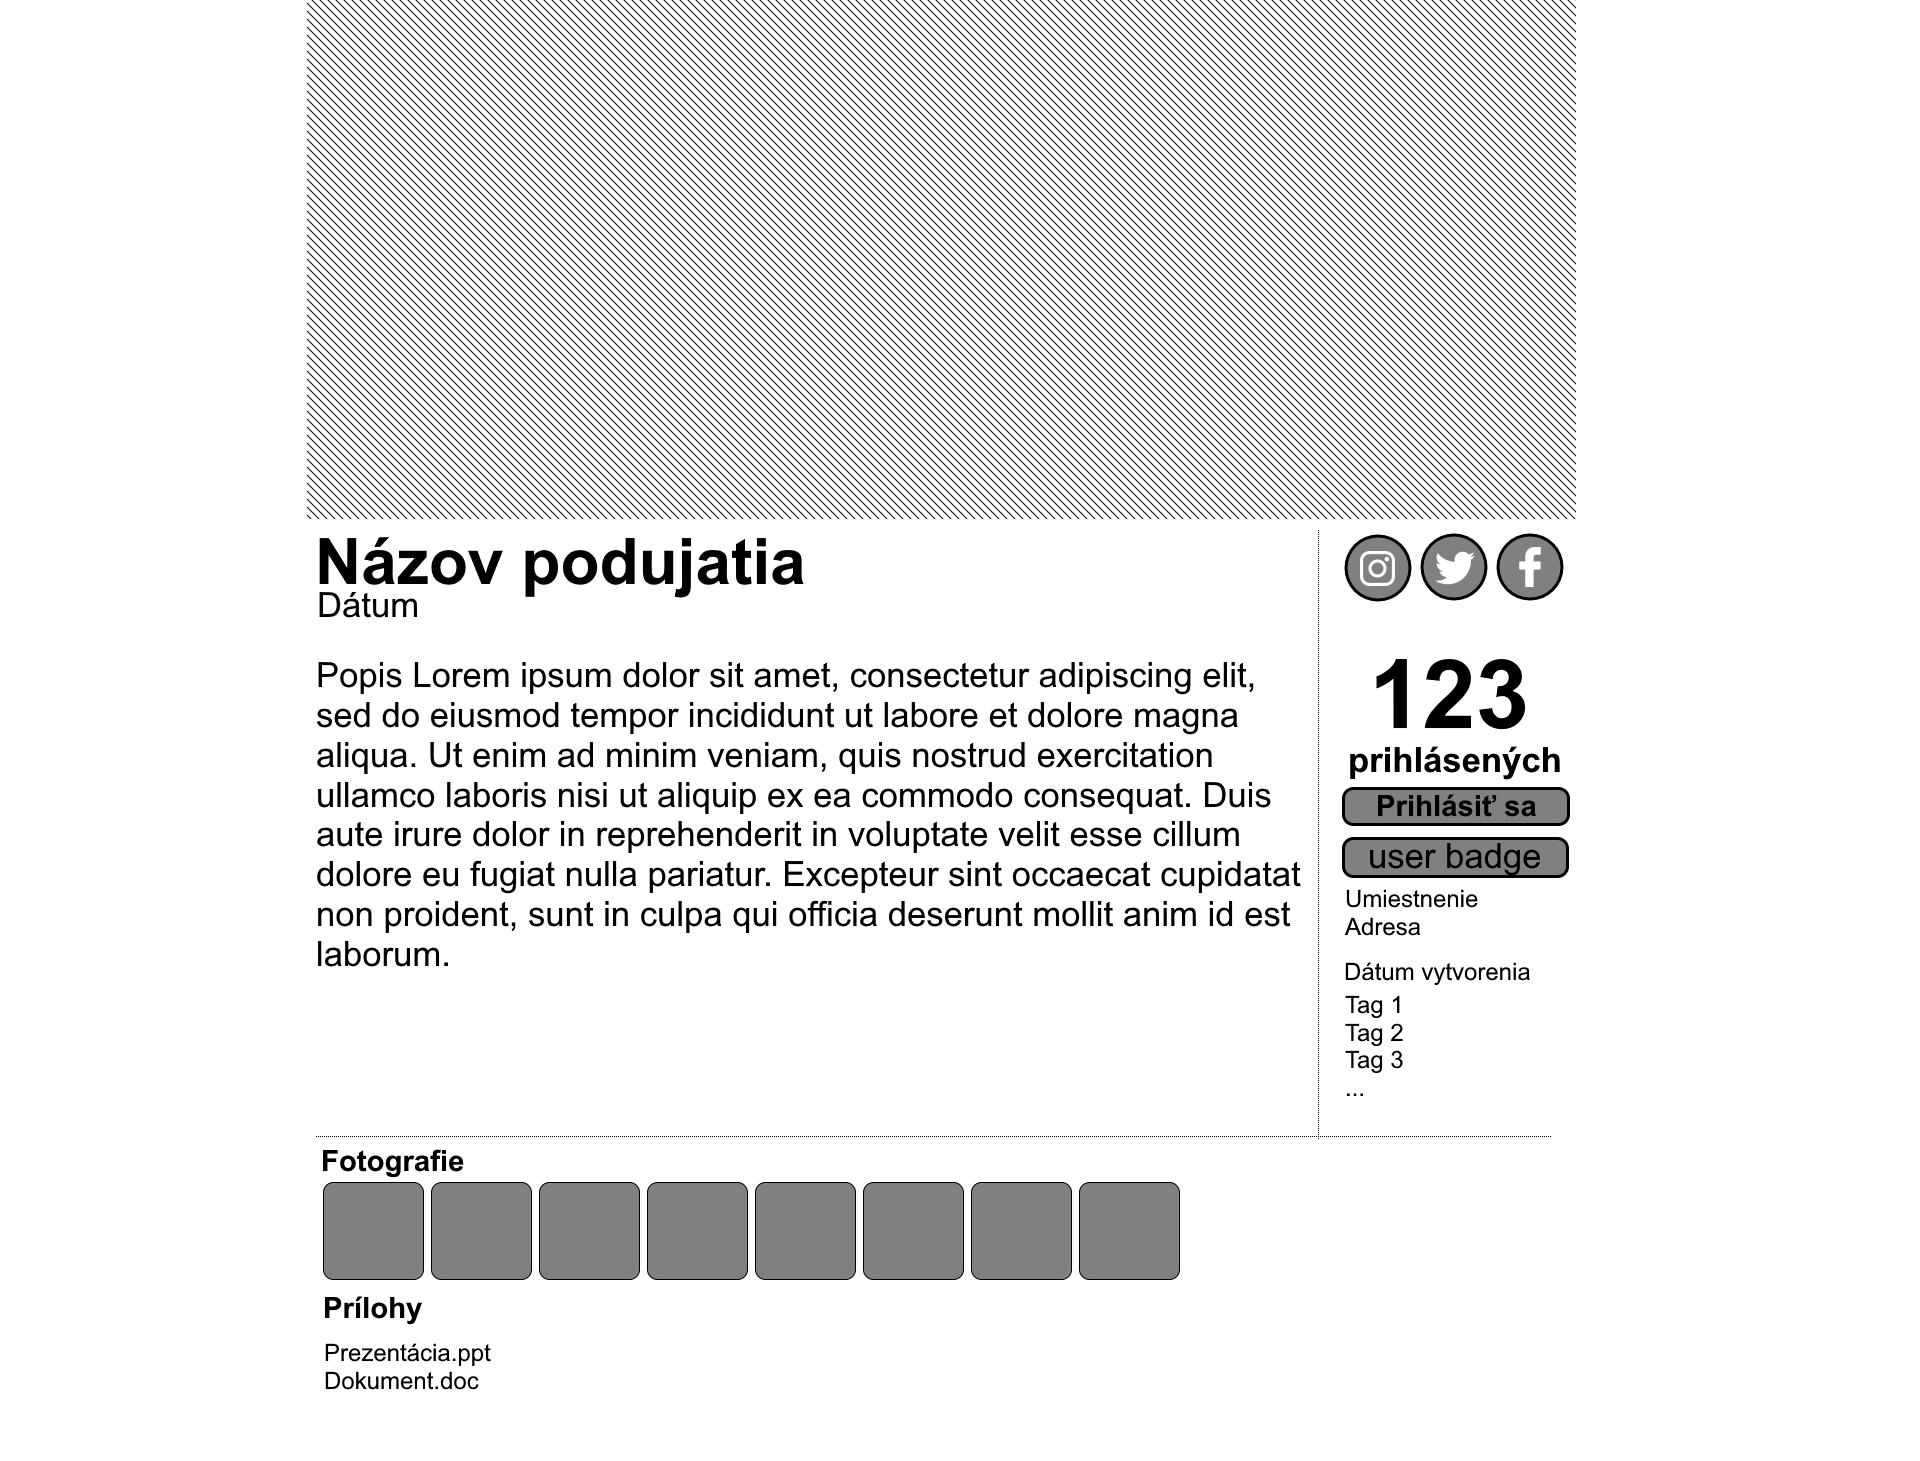 Názov podujatia
Dátum
Popis Lorem ipsum dolor sit amet, consectetur adipiscing elit,
sed do eiusmod tempor incididunt ut labore et dolore magna
aliqua. Ut enim ad minim veniam, quis nostrud exercitation
ullamco laboris nisi ut aliquip ex ea commodo consequat. Duis
aute irure dolor in reprehenderit in voluptate velit esse cillum
dolore eu fugiat nulla pariatur. Excepteur sint occaecat cupidatat
non proident, sunt in culpa qui officia deserunt mollit anim id est
laborum.
123
prihlásených
Prihlásiť sa
user badge
Umiestnenie
Adresa
Dátum vytvorenia
Tag 1
Tag 2
Tag 3
...
Fotografie
Prílohy
Prezentácia.ppt
Dokument.doc